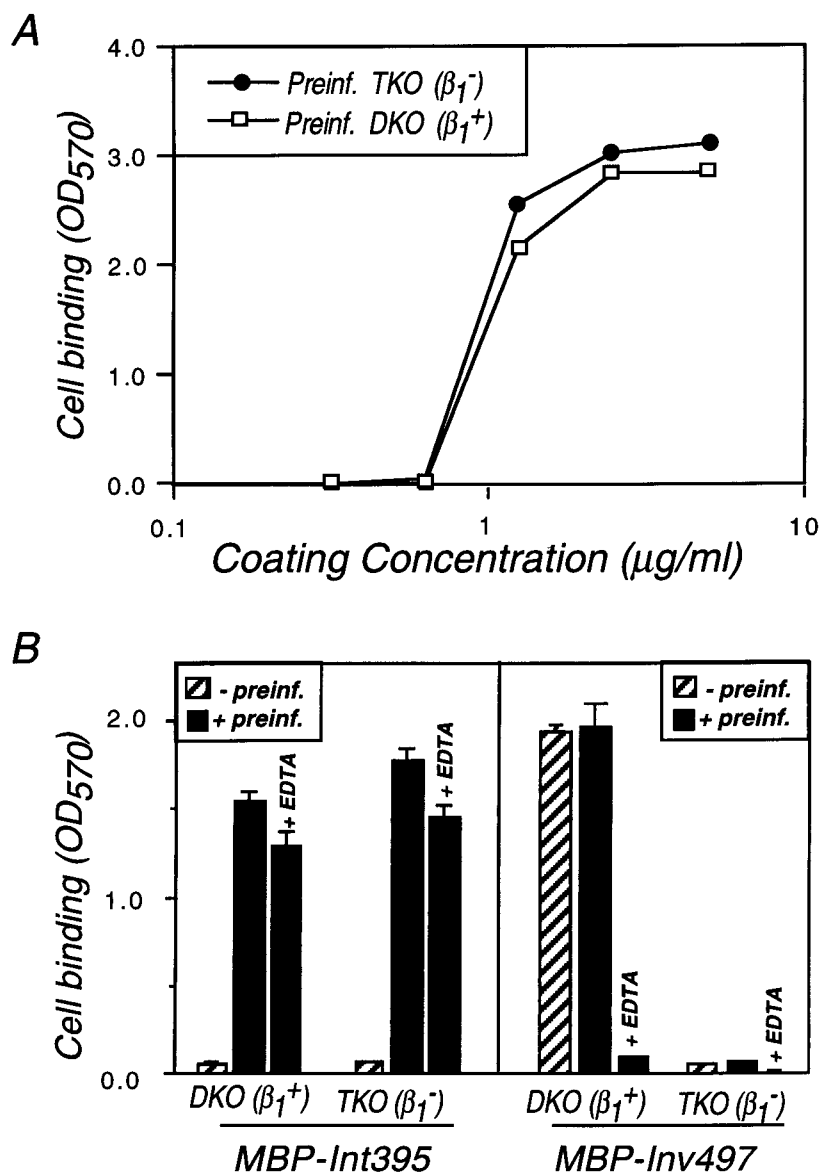 A
4.0
3.0
2.0
1.0
0.0
Cell binding (OD570)
Preinf. TKO (β1-)
Preinf. DKO (β1+)
0.1 1 10
Coating Concentration (μg/ml)
B
2.0
1.0
0.0
Cell binding (OD570)
- preinf.
+ preinf.
- preinf.
+ preinf.
+ EDTA
+ EDTA
+ EDTA
+ EDTA
DKO (β1+) TKO (β1-) DKO (β1+) TKO (β1-)
MBP-Int395 MBP-Inv497